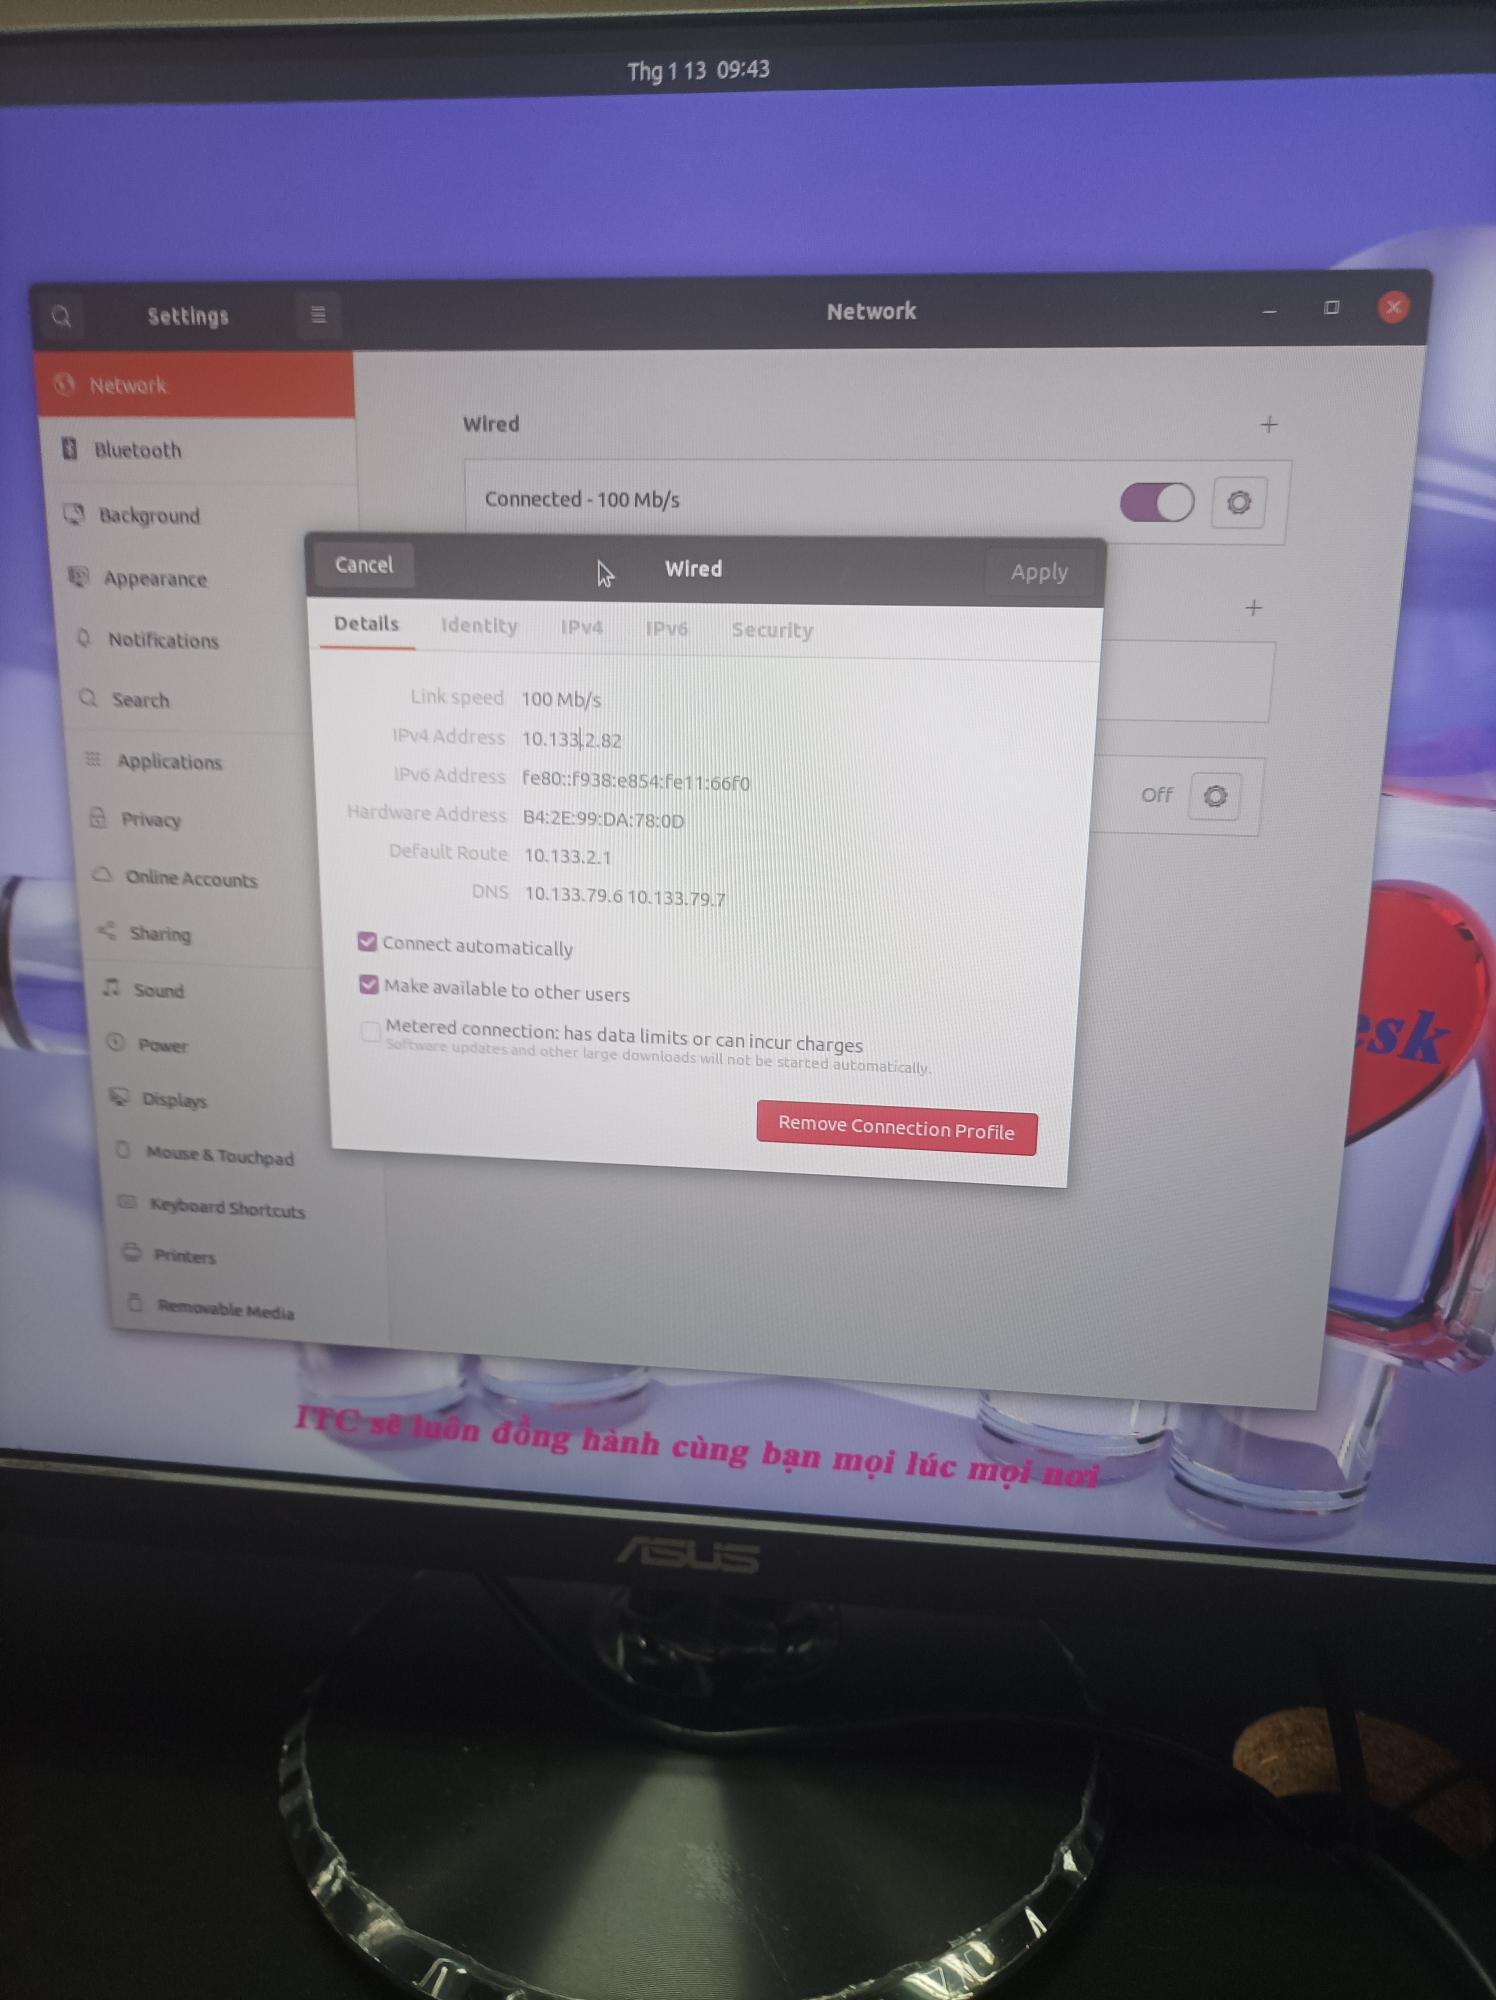 Thg 1 13 09:43
Settings
Network
Network
Bluetooth
Background
Appearance
Notifications
Search
Applications
Privacy
Online Accounts
Sharing
Sound
Power
Displays
Mouse & Touchpad
Keyboard Shortcuts
Printers
Removable Media
Wired
Connected - 100 Mb/s
Off
Cancel
Wired
Apply
Details Identity IPv4 IPv6 Security
Link speed 100 Mb/s
IPv4 Address 10.133.2.82
IPv6 Address fe80::f938:e854:fe11:66f0
Hardware Address B4:2E:99:DA:78:0D
Default Route 10.133.2.1
DNS 10.133.79.6 10.133.79.7
Connect automatically
Make available to other users
Metered connection: has data limits or can incur charges
Software updates and other large downloads will not be started automatically.
Remove Connection Profile
esk
ITC sẽ luôn đồng hành cùng bạn mọi lúc mọi nơi
ASUS